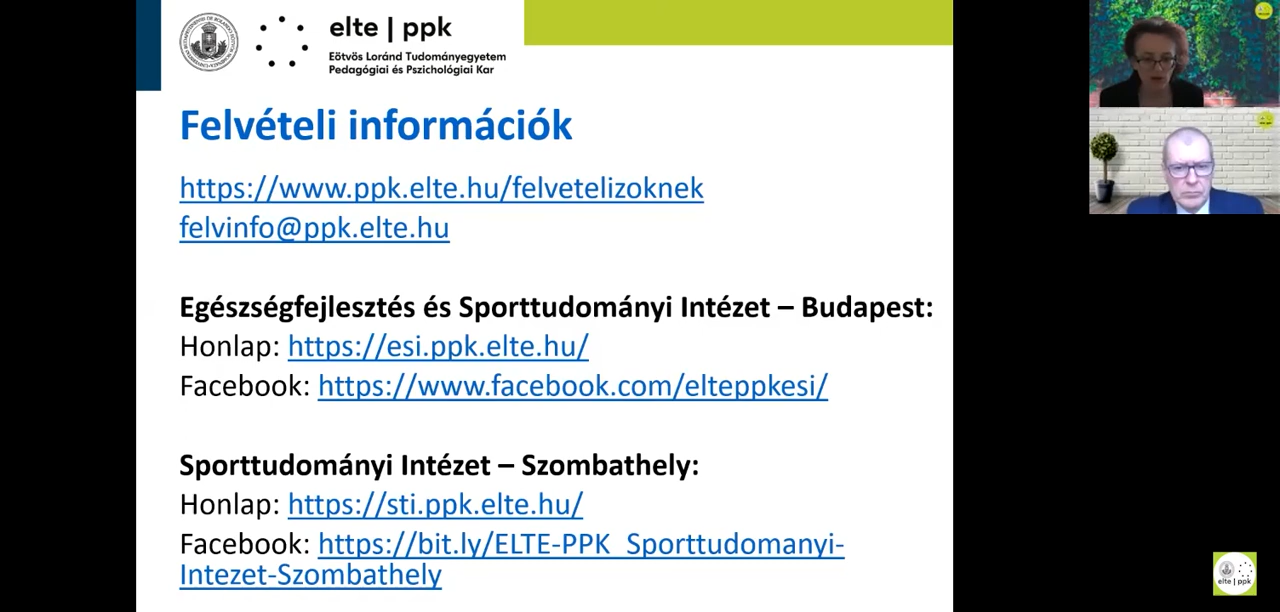 elte | ppk
Eötvös Loránd Tudományegyetem
Pedagógiai és Pszichológiai Kar
Felvételi információk
https://www.ppk.elte.hu/felvetelizoknek
felvinfo@ppk.elte.hu
Egészségfejlesztés és Sporttudományi Intézet – Budapest:
Honlap: https://esi.ppk.elte.hu/
Facebook: https://www.facebook.com/elteppkesi/
Sporttudományi Intézet – Szombathely:
Honlap: https://sti.ppk.elte.hu/
Facebook: https://bit.ly/ELTE-PPK_Sporttudomanyi-
Intezet-Szombathely
elte | ppk